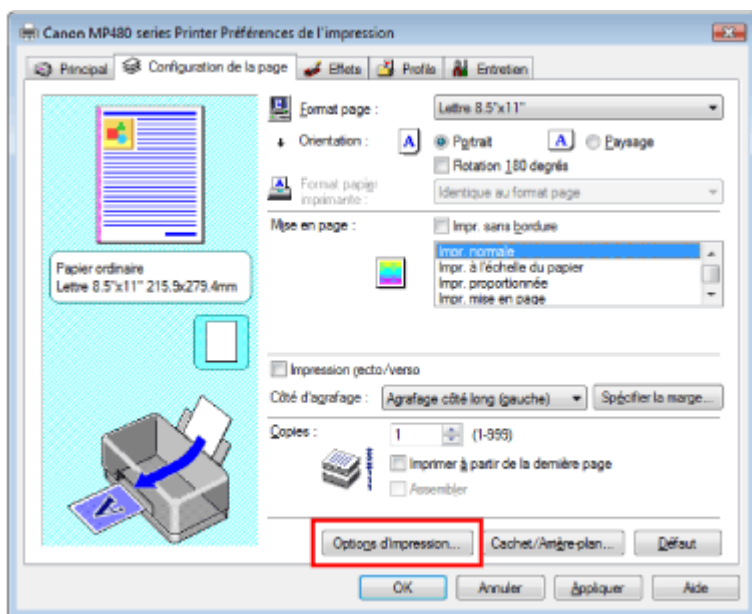 Canon MP480 series Printer Préférences de l'impression
Principal Configuration de la page Effets Profils Entretien
Format page : Lettre 8.5"x11"
Orientation : A Portrait A Paysage
Rotation 180 degrés
Format papier imprimante : Identique au format page
Mise en page : Impr. sans bordure
Impr. normale
Impr. à l'échelle du papier
Impr. proportionnée
Impr. mise en page
Papier ordinaire
Lettre 8.5"x11" 215.9x279.4mm
Impression recto/verso
Côté d'agrafage : Agrafage côté long (gauche) Spécifier la marge...
Copies : 1 (1-999)
Imprimer à partir de la dernière page
Assembler
Options d'impression... Cachet/Arrière-plan... Défaut
OK Annuler Appliquer Aide